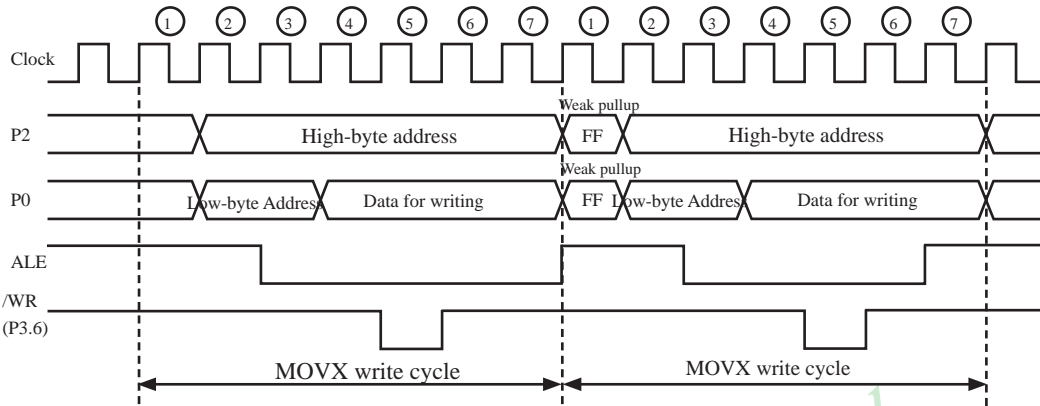 1 2 3 4 5 6 7 1 2 3 4 5 6 7
Clock
Weak pullup
P2 High-byte address FF High-byte address
Weak pullup
P0 Low-byte Address Data for writing FF Low-byte Address Data for writing
ALE
/WR
(P3.6)
MOVX write cycle MOVX write cycle